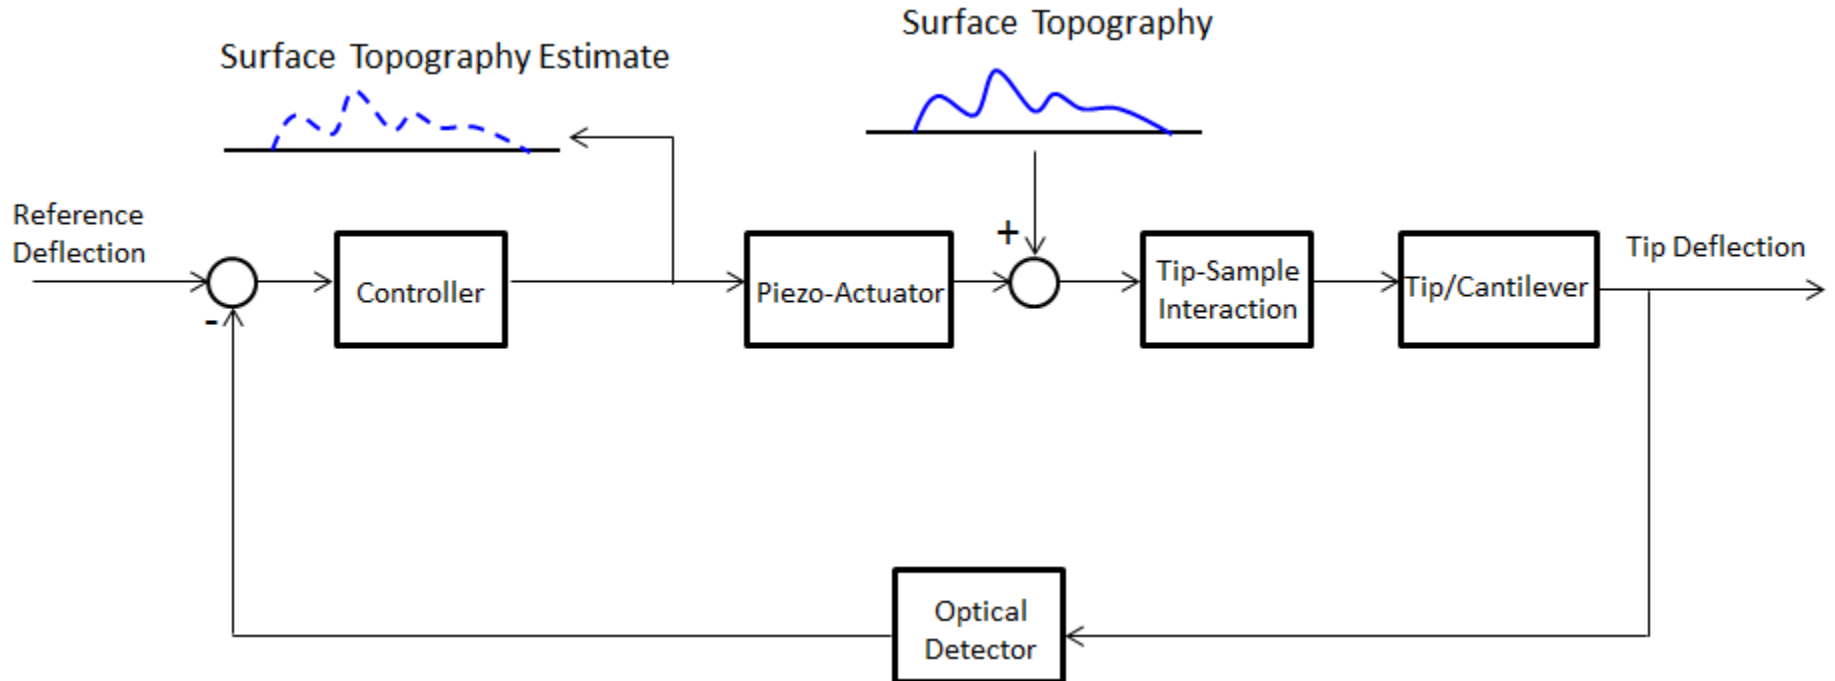 Surface Topography
Surface Topography Estimate
Reference
Deflection
+
Tip Deflection
Controller
Piezo-Actuator
Tip-Sample
Interaction
Tip/Cantilever
-
Optical
Detector